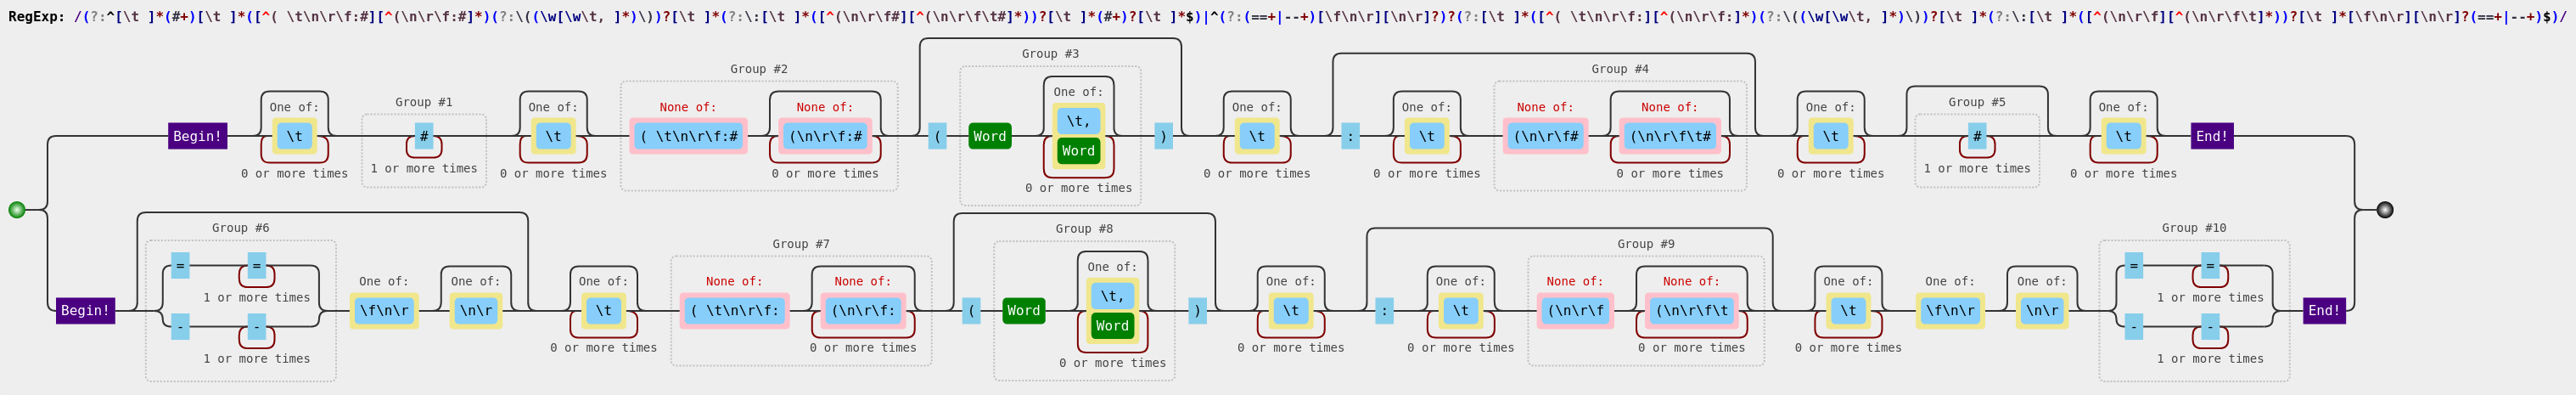 RegExp: /(?:^[\t ]*(#+)[\t ]*([^( \t\n\r\f:#][^(\n\r\f:#]*)(?:\((\w[\w\t, ]*)\))?[\t ]*(?:\:[\t ]*([^(\n\r\f#][^(\n\r\f\t#]*))?[\t ]*(#+)?[\t ]*$)|^(?:(==+|--+)[\f\n\r][\n\r]?)?(?:[\t ]*([^( \t\n\r\f:][^(\n\r\f:]*)(?:\((\w[\w\t, ]*)\))?[\t ]*(?:\:[\t ]*([^(\n\r\f][^(\n\r\f\t]*))?[\t ]*[\f\n\r][\n\r]?(==+|--+)$)/
Group #3
Group #2 Group #4
One of:
One of: Group #1 One of: None of: None of: One of: One of: None of: None of: One of: Group #5 One of:
\t,
Begin! \t # \t ( \t\n\r\f:# (\n\r\f:# ( Word ) \t : \t (\n\r\f# (\n\r\f\t# \t # \t End!
Word
0 or more times 1 or more times 0 or more times 0 or more times 0 or more times 0 or more times 0 or more times 0 or more times 1 or more times 0 or more times
0 or more times
Group #6 Group #8 Group #10
Group #7 Group #9
= = One of: = =
One of: One of: One of: None of: None of: One of: One of: None of: None of: One of: One of: One of:
1 or more times \t, 1 or more times
Begin! \f\n\r \n\r \t ( \t\n\r\f: (\n\r\f: ( Word ) \t : \t (\n\r\f (\n\r\f\t \t \f\n\r \n\r End!
- - Word - -
0 or more times 0 or more times 0 or more times 0 or more times 0 or more times 0 or more times
1 or more times 0 or more times 1 or more times